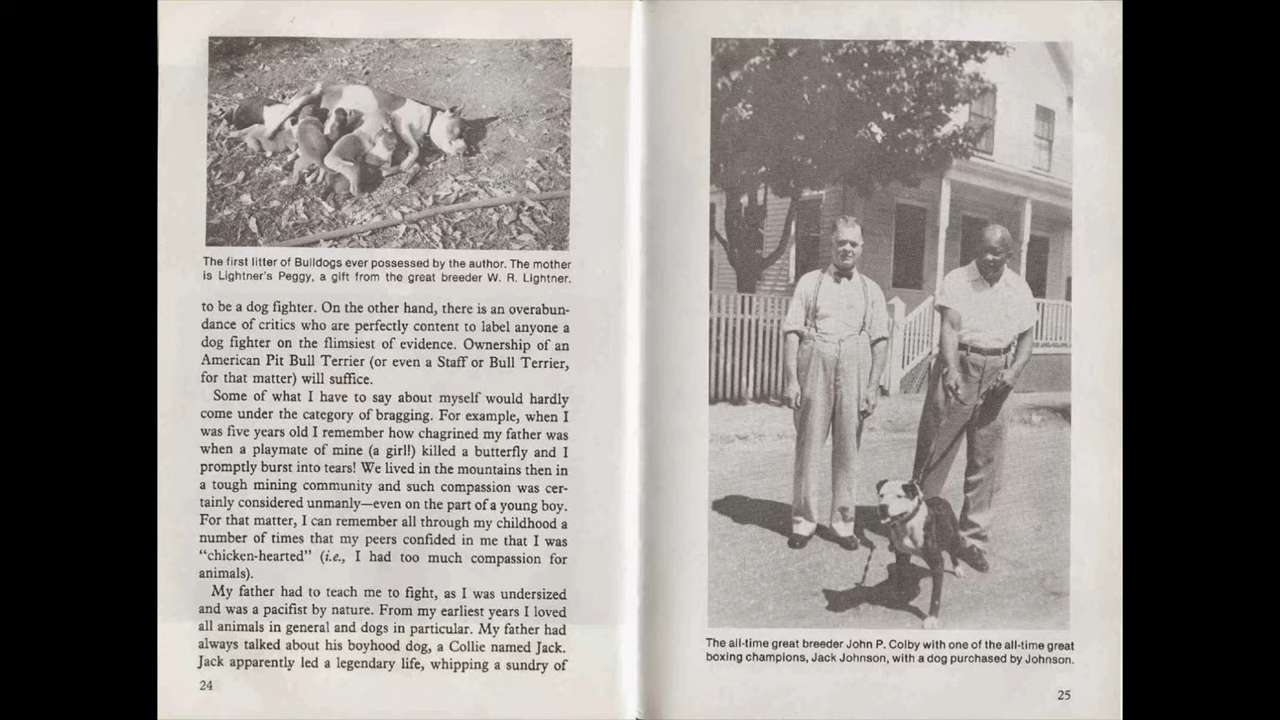 The first litter of Bulldogs ever possessed by the author. The mother
is Lightner's Peggy, a gift from the great breeder W. R. Lightner.
to be a dog fighter. On the other hand, there is an overabun-
dance of critics who are perfectly content to label anyone a
dog fighter on the flimsiest of evidence. Ownership of an
American Pit Bull Terrier (or even a Staff or Bull Terrier,
for that matter) will suffice.
Some of what I have to say about myself would hardly
come under the category of bragging. For example, when I
was five years old I remember how chagrined my father was
when a playmate of mine (a girl!) killed a butterfly and I
promptly burst into tears! We lived in the mountains then in
a tough mining community and such compassion was cer-
tainly considered unmanly—even on the part of a young boy.
For that matter, I can remember all through my childhood a
number of times that my peers confided in me that I was
"chicken-hearted" (i.e., I had too much compassion for
animals).
My father had to teach me to fight, as I was undersized
and was a pacifist by nature. From my earliest years I loved
all animals in general and dogs in particular. My father had
always talked about his boyhood dog, a Collie named Jack.
Jack apparently led a legendary life, whipping a sundry of
24
The all-time great breeder John P. Colby with one of the all-time great
boxing champions, Jack Johnson, with a dog purchased by Johnson.
25